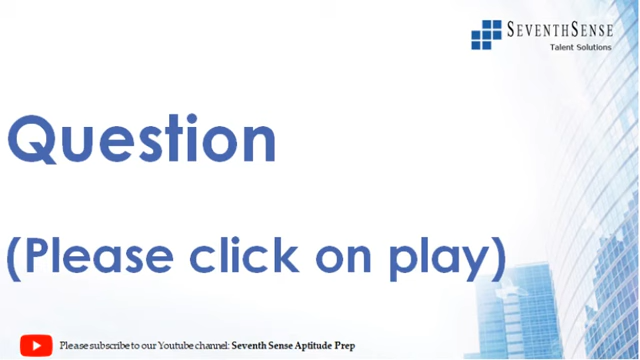 SEVENTHSENSE
Talent Solutions
Question
(Please click on play)
Please subscribe to our Youtube channel: Seventh Sense Aptitude Prep